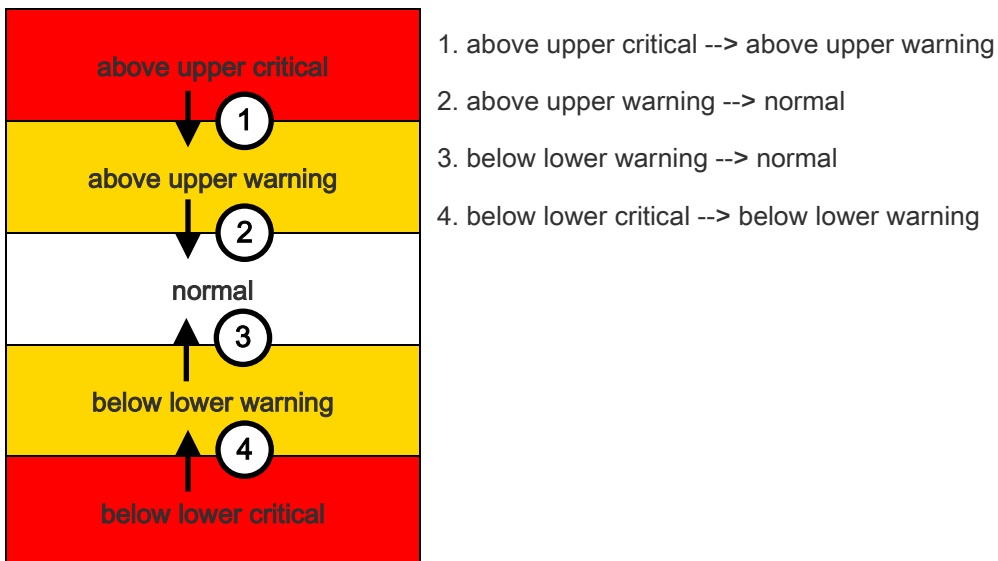 above upper critical
1
above upper warning
2
normal
3
below lower warning
4
below lower critical
1. above upper critical --> above upper warning
2. above upper warning --> normal
3. below lower warning --> normal
4. below lower critical --> below lower warning